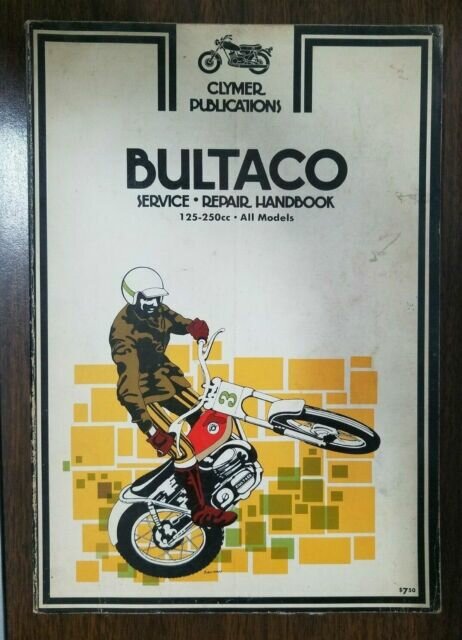 CLYMER
PUBLICATIONS
BULTACO
SERVICE • REPAIR HANDBOOK
125-250cc • All Models
3
$7.50